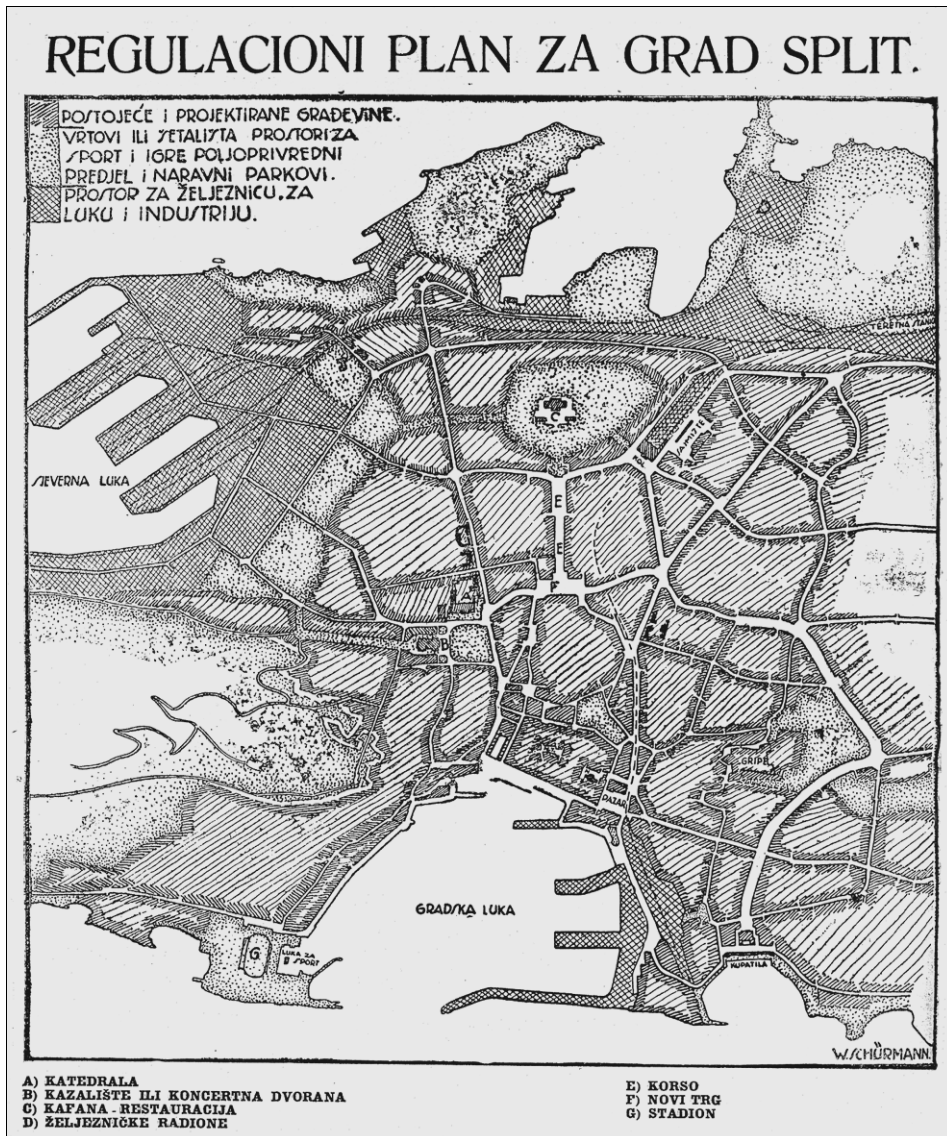 REGULACIONI PLAN ZA GRAD SPLIT.
POSTOJEĆE I PROJEKTIRANE GRAĐEVINE.
VRTOVI ILI ŠETALIŠTA PROSTORI ZA
SPORT I IGRE POLJOPRIVREDNI
PREDJEL I NARAVNI PARKOVI.
PROSTOR ZA ŽELJEZNICU, ZA
LUKU I INDUSTRIJU.
D
TERETNA STAN.
C
SJEVERNA LUKA
E
E
F
B
GRIPE
PAZAR
GRADSKA LUKA
G
LUKA ZA
SPORT
KUPATILA
W. SCHÜRMANN.
A) KATEDRALA
B) KAZALIŠTE ILI KONCERTNA DVORANA
C) KAFANA - RESTAURACIJA
D) ŽELJEZNIČKE RADIONE
E) KORSO
F) NOVI TRG
G) STADION